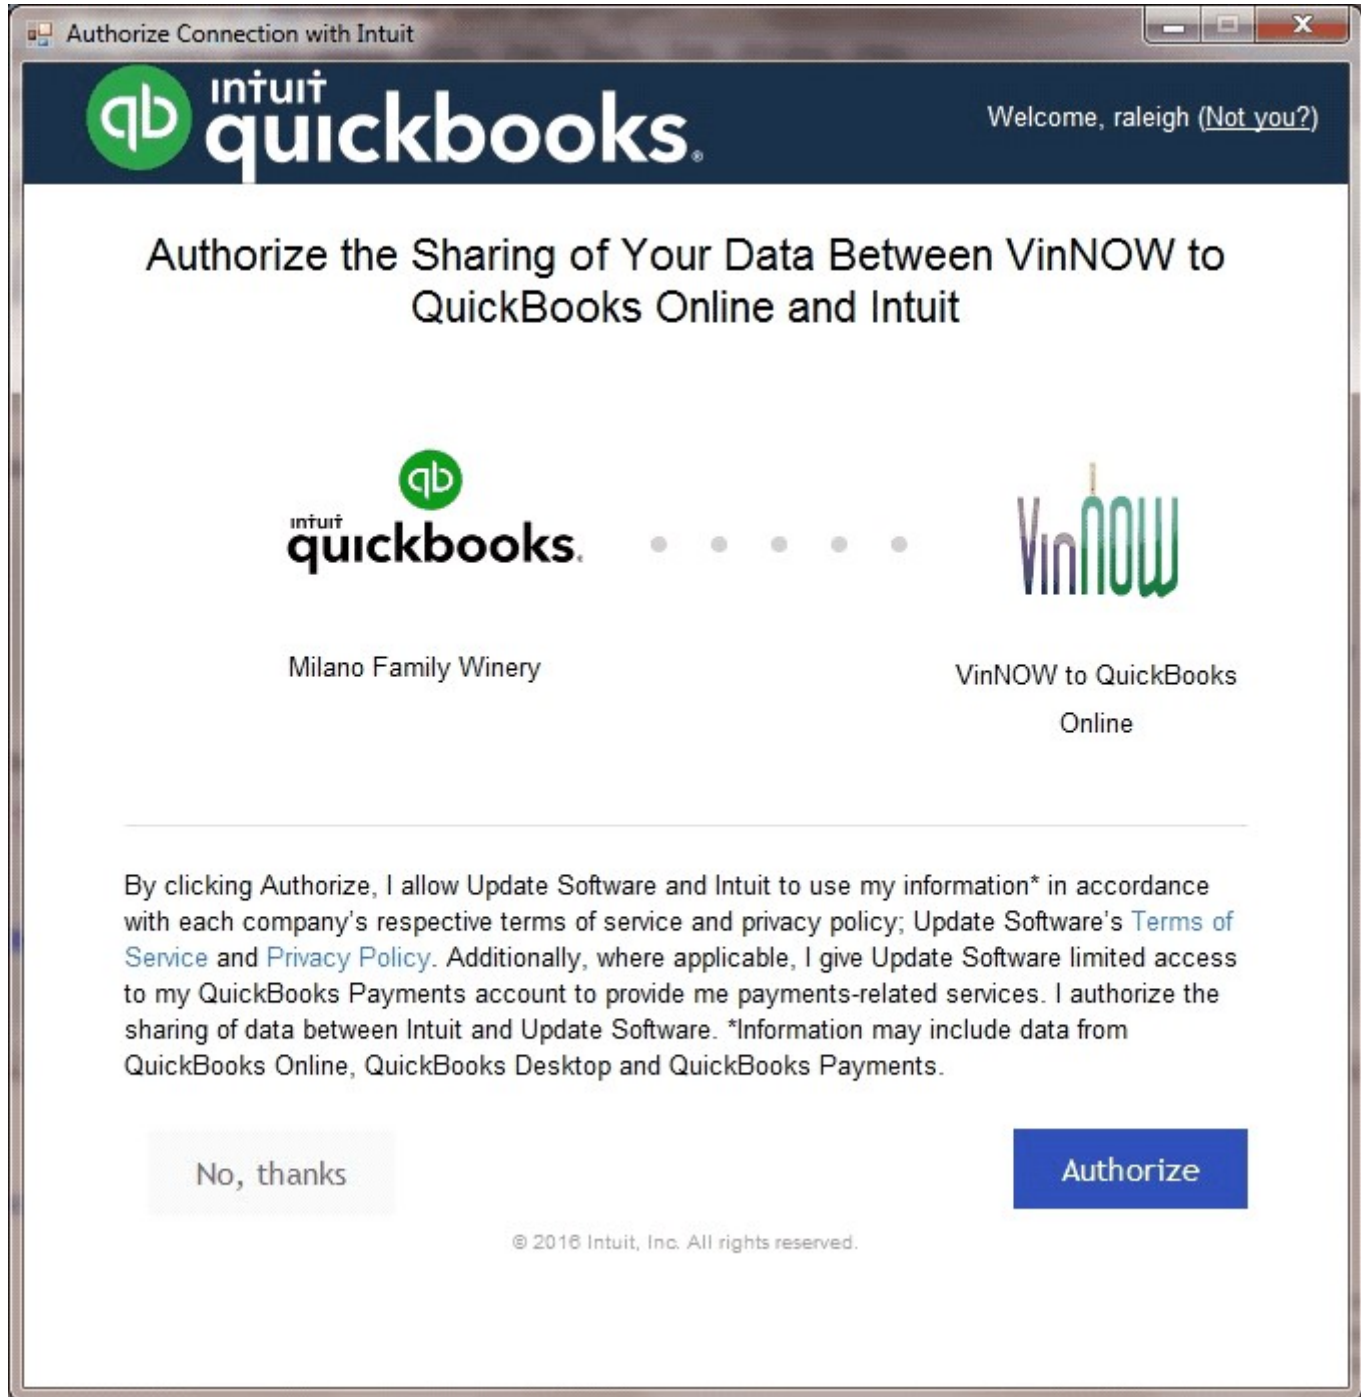 Authorize Connection with Intuit
qb intuit quickbooks.®
Welcome, raleigh (Not you?)
Authorize the Sharing of Your Data Between VinNOW to
QuickBooks Online and Intuit
qb
intuit
quickbooks.
VinNOW
Milano Family Winery
VinNOW to QuickBooks
Online
By clicking Authorize, I allow Update Software and Intuit to use my information* in accordance
with each company's respective terms of service and privacy policy; Update Software's Terms of
Service and Privacy Policy. Additionally, where applicable, I give Update Software limited access
to my QuickBooks Payments account to provide me payments-related services. I authorize the
sharing of data between Intuit and Update Software. *Information may include data from
QuickBooks Online, QuickBooks Desktop and QuickBooks Payments.
No, thanks
Authorize
© 2016 Intuit, Inc. All rights reserved.